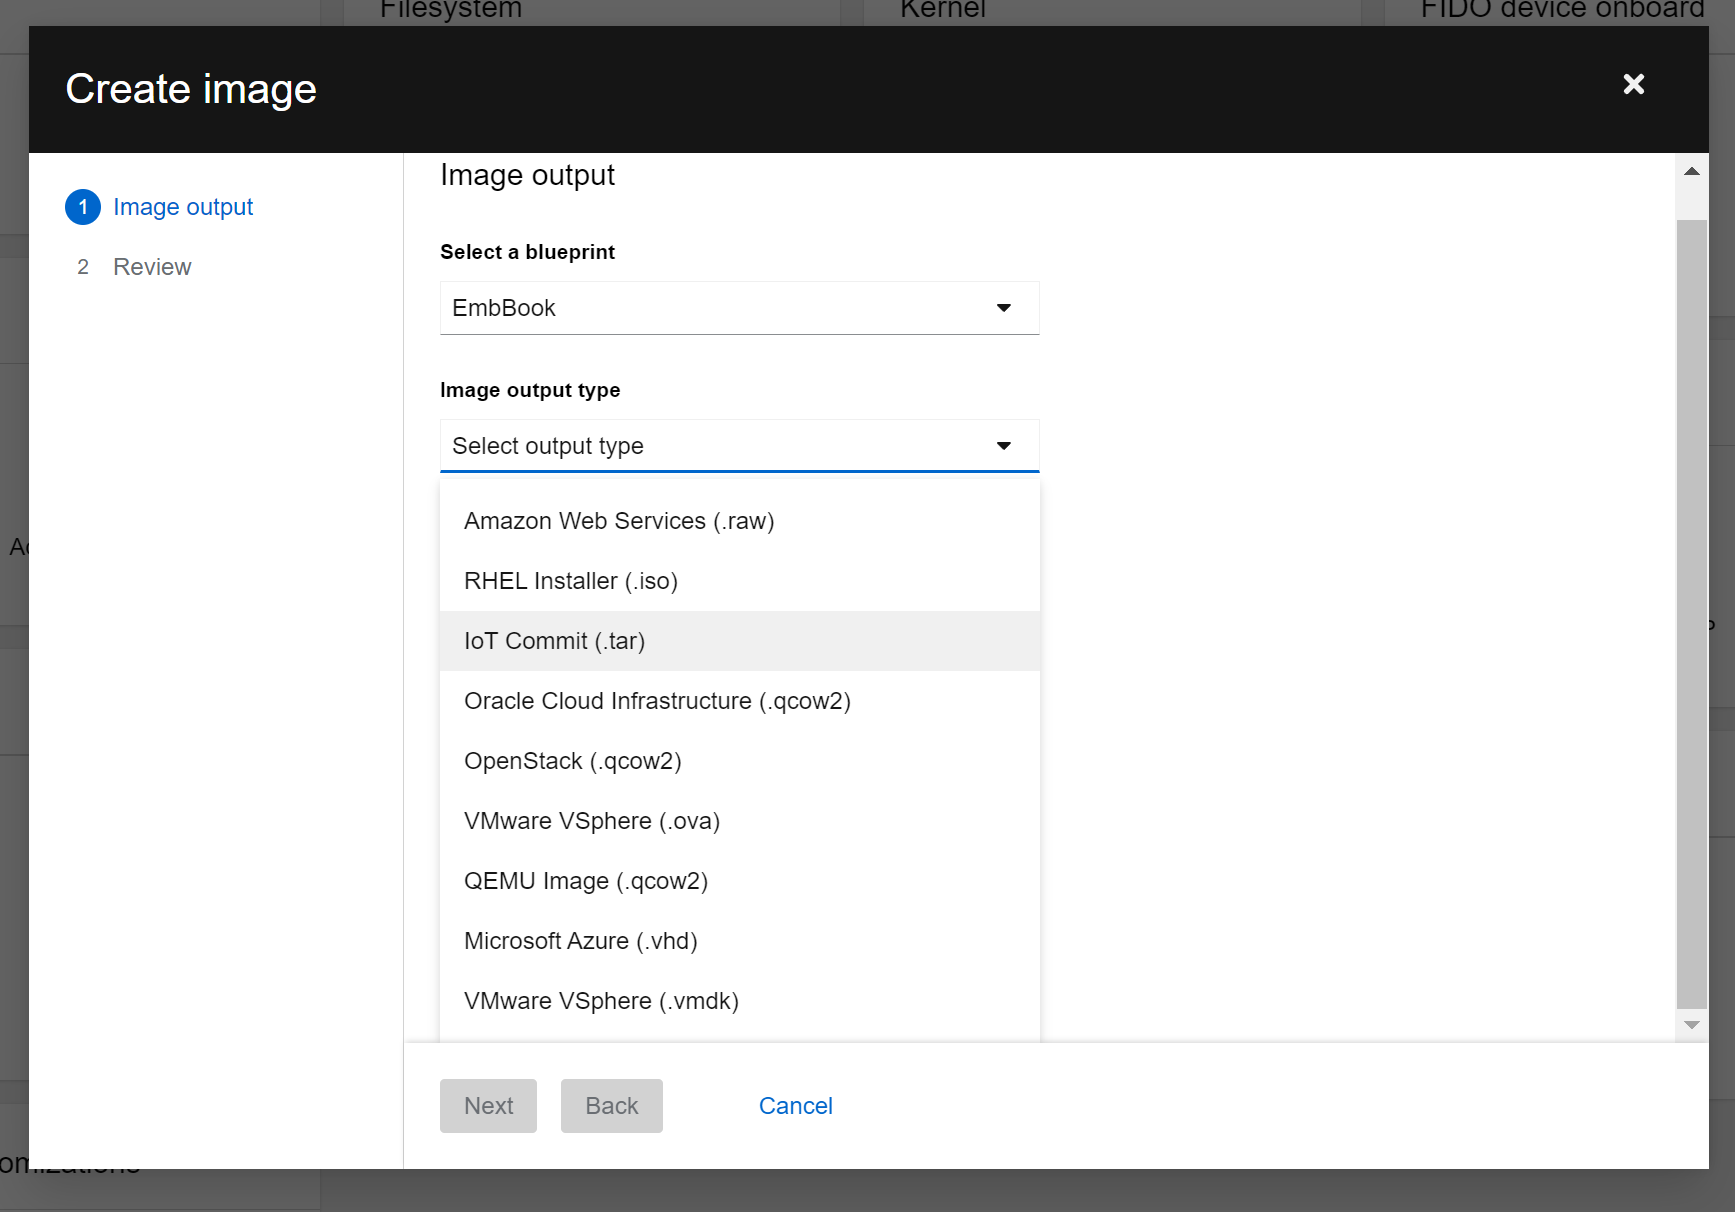 Filesystem
Kernel
FIDO device onboard
Create image
1 Image output
2 Review
Image output
Select a blueprint
EmbBook
Image output type
Select output type
Amazon Web Services (.raw)
RHEL Installer (.iso)
IoT Commit (.tar)
Oracle Cloud Infrastructure (.qcow2)
OpenStack (.qcow2)
VMware VSphere (.ova)
QEMU Image (.qcow2)
Microsoft Azure (.vhd)
VMware VSphere (.vmdk)
Next
Back
Cancel